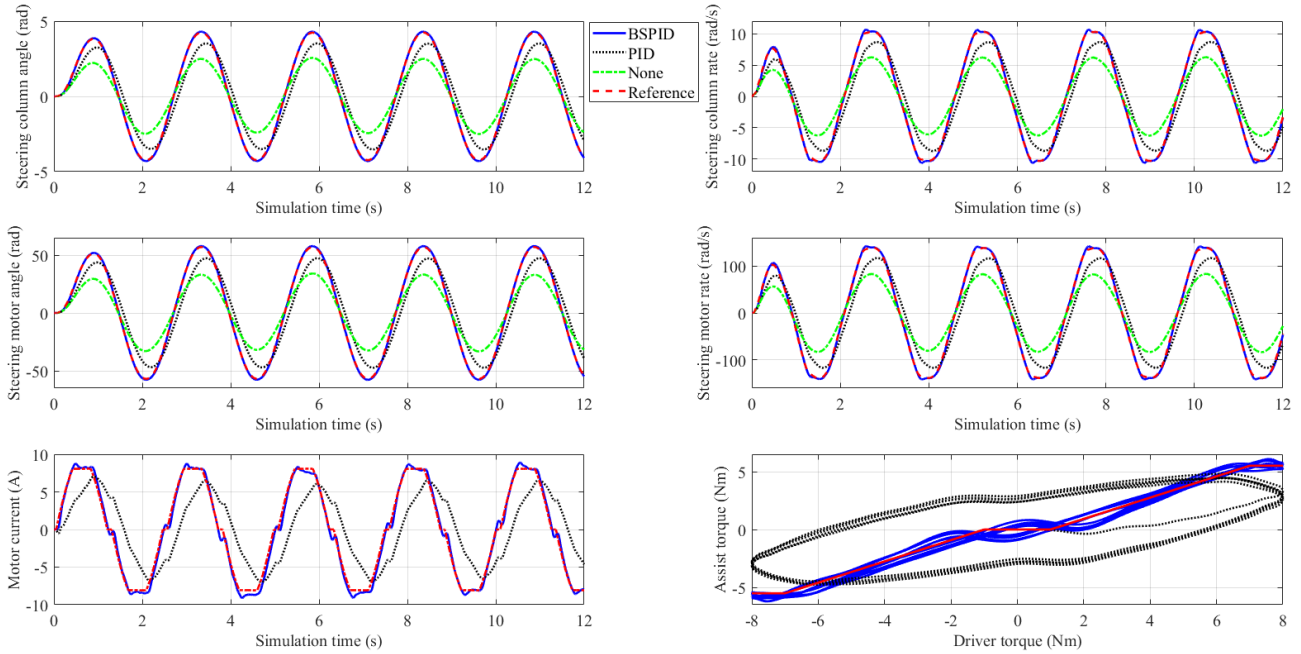 Steering column angle (rad)
5
0
-5
0 2 4 6 8 10 12
Simulation time (s)
BSPID
PID
None
Reference
Steering column rate (rad/s)
10
5
0
-5
-10
0 2 4 6 8 10 12
Simulation time (s)
Steering motor angle (rad)
50
0
-50
0 2 4 6 8 10 12
Simulation time (s)
Steering motor rate (rad/s)
100
0
-100
0 2 4 6 8 10 12
Simulation time (s)
Motor current (A)
10
5
0
-5
-10
0 2 4 6 8 10 12
Simulation time (s)
Assist torque (Nm)
5
0
-5
-8 -6 -4 -2 0 2 4 6 8
Driver torque (Nm)